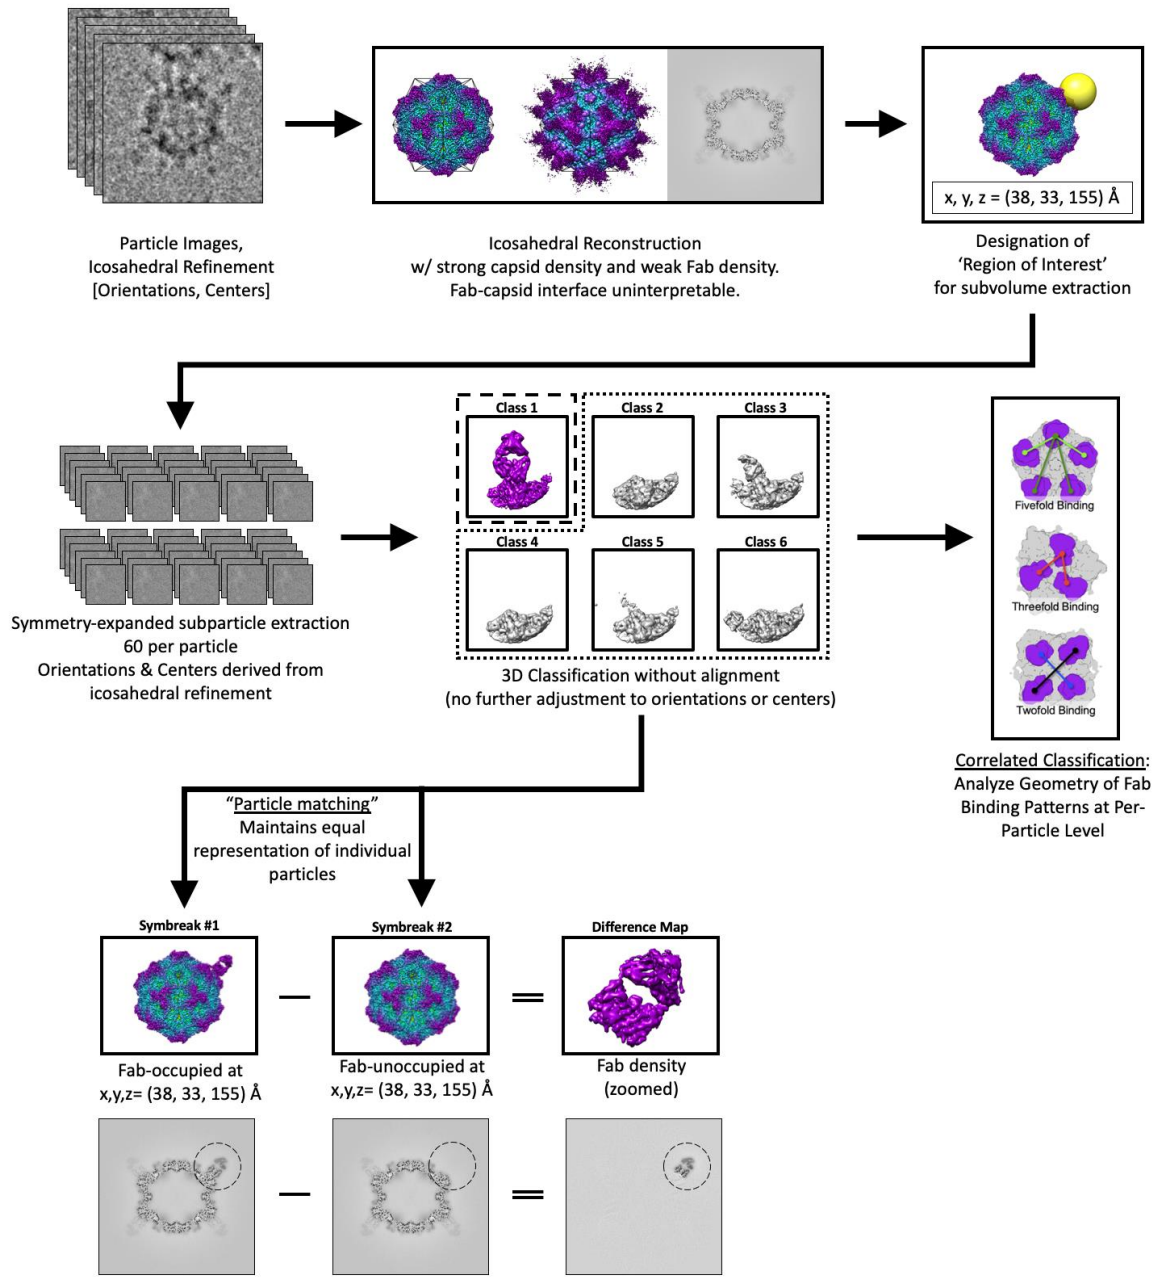 x, y, z = (38, 33, 155) Å
Particle Images,
Icosahedral Refinement
[Orientations, Centers]
Icosahedral Reconstruction
w/ strong capsid density and weak Fab density.
Fab-capsid interface uninterpretable.
Designation of
‘Region of Interest’
for subvolume extraction
Class 1
Class 2
Class 3
Class 4
Class 5
Class 6
Fivefold Binding
Threefold Binding
Twofold Binding
Symmetry-expanded subparticle extraction
60 per particle
Orientations & Centers derived from
icosahedral refinement
3D Classification without alignment
(no further adjustment to orientations or centers)
Correlated Classification:
Analyze Geometry of Fab
Binding Patterns at Per-
Particle Level
“Particle matching”
Maintains equal
representation of individual
particles
Symbreak #1
Symbreak #2
Difference Map
—
=
Fab-occupied at
x,y,z= (38, 33, 155) Å
Fab-unoccupied at
x,y,z= (38, 33, 155) Å
Fab density
(zoomed)
—
=